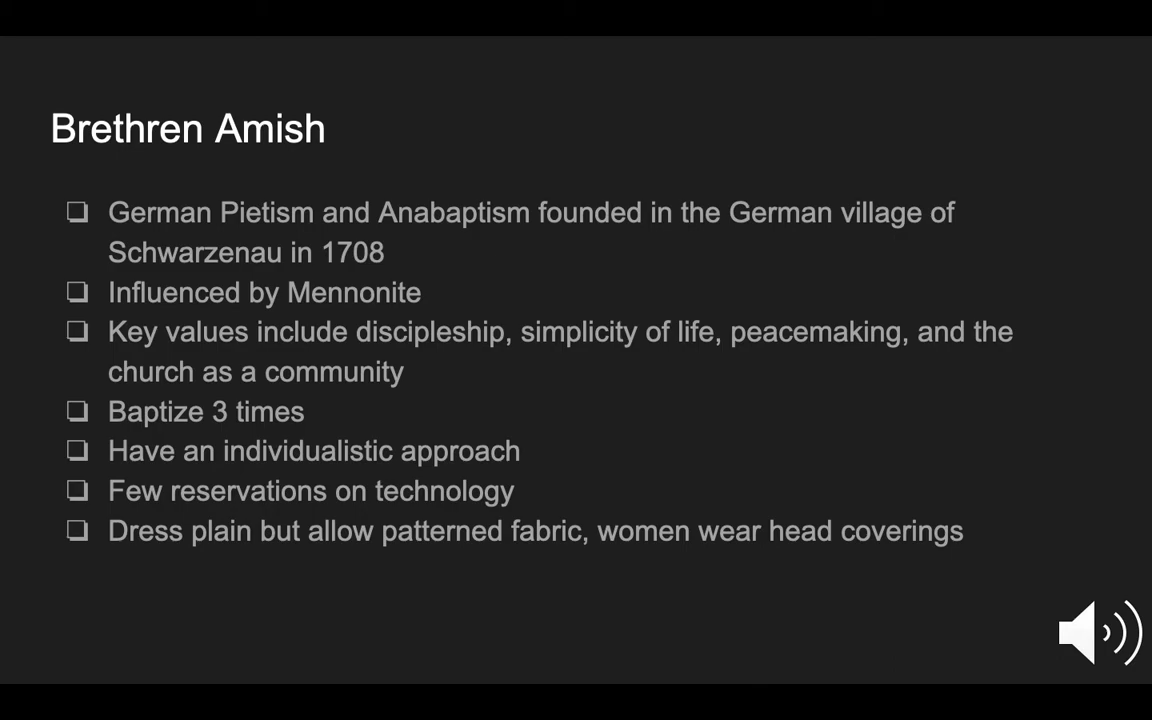 Brethren Amish
❏ German Pietism and Anabaptism founded in the German village of
Schwarzenau in 1708
❏ Influenced by Mennonite
❏ Key values include discipleship, simplicity of life, peacemaking, and the
church as a community
❏ Baptize 3 times
❏ Have an individualistic approach
❏ Few reservations on technology
❏ Dress plain but allow patterned fabric, women wear head coverings